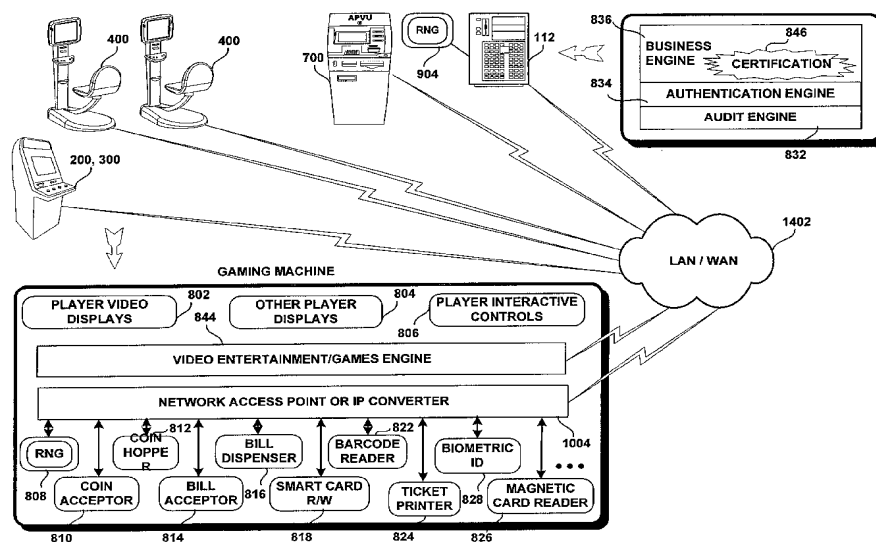 400
400
APVU
700
RNG
904
112
836
BUSINESS
ENGINE
846
CERTIFICATION
834
AUTHENTICATION ENGINE
AUDIT ENGINE
832
200, 300
LAN / WAN
1402
GAMING MACHINE
PLAYER VIDEO
DISPLAYS
802
OTHER PLAYER
DISPLAYS
804
806
PLAYER INTERACTIVE
CONTROLS
844
VIDEO ENTERTAINMENT/GAMES ENGINE
NETWORK ACCESS POINT OR IP CONVERTER
1004
RNG
808
812
COIN
HOPPE
R
BILL
DISPENSER
816
822
BARCODE
READER
BIOMETRIC
ID
828
COIN
ACCEPTOR
810
BILL
ACCEPTOR
814
SMART CARD
R/W
818
TICKET
PRINTER
824
MAGNETIC
CARD READER
826